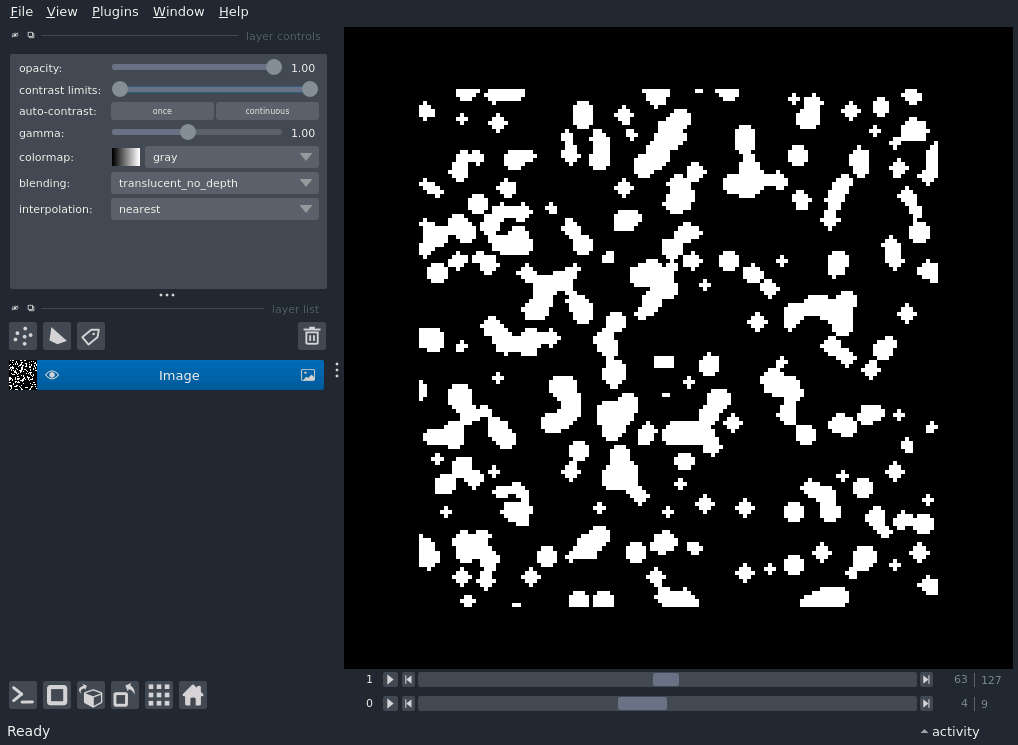 File View Plugins Window Help
layer controls
opacity: 1.00
contrast limits:
auto-contrast: once continuous
gamma: 1.00
colormap: gray
blending: translucent_no_depth
interpolation: nearest
layer list
Image
1 63 127
0 4 9
Ready activity